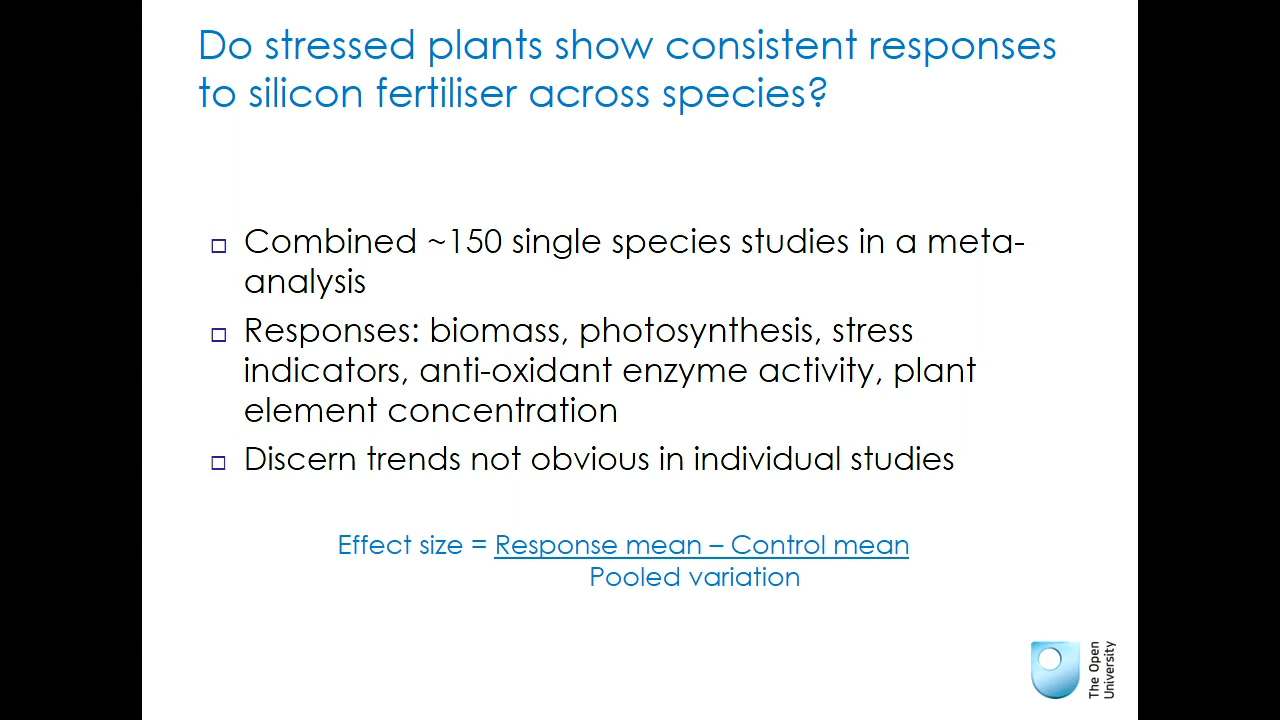 Do stressed plants show consistent responses
to silicon fertiliser across species?
Combined ~150 single species studies in a meta-
analysis
Responses: biomass, photosynthesis, stress
indicators, anti-oxidant enzyme activity, plant
element concentration
Discern trends not obvious in individual studies
Effect size = Response mean – Control mean
Pooled variation
The Open
University